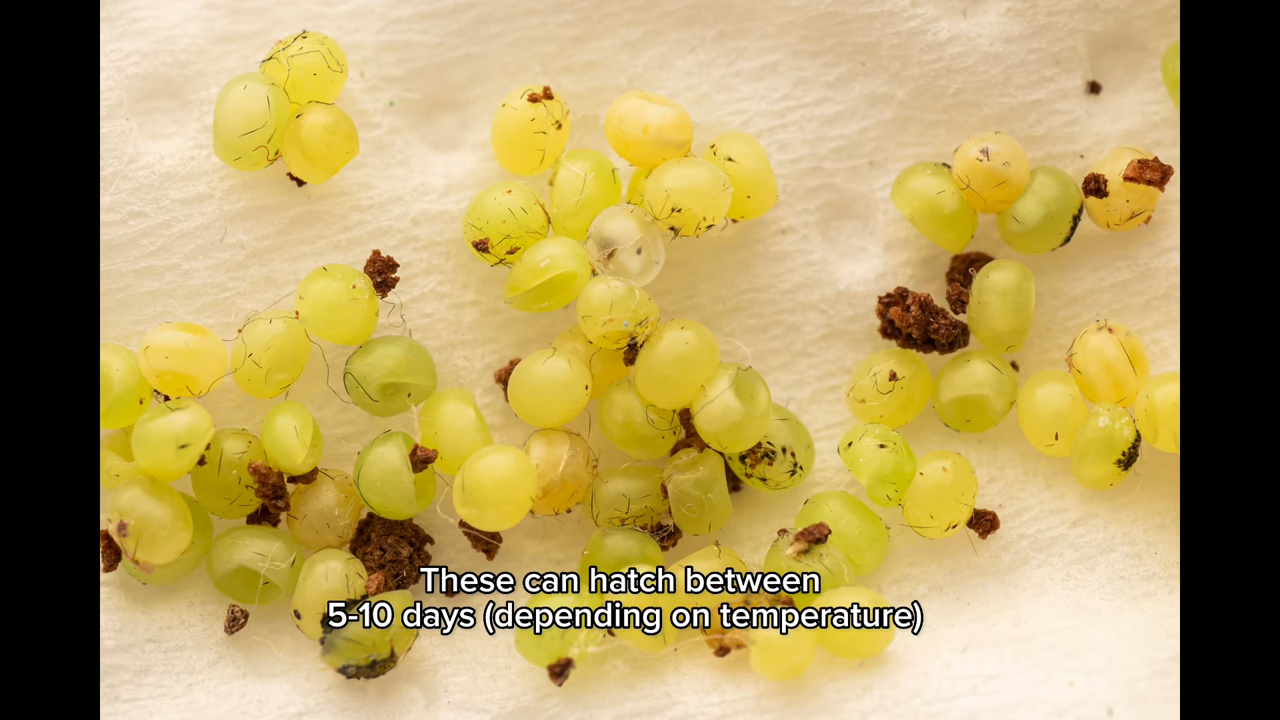 These can hatch between
5-10 days (depending on temperature)